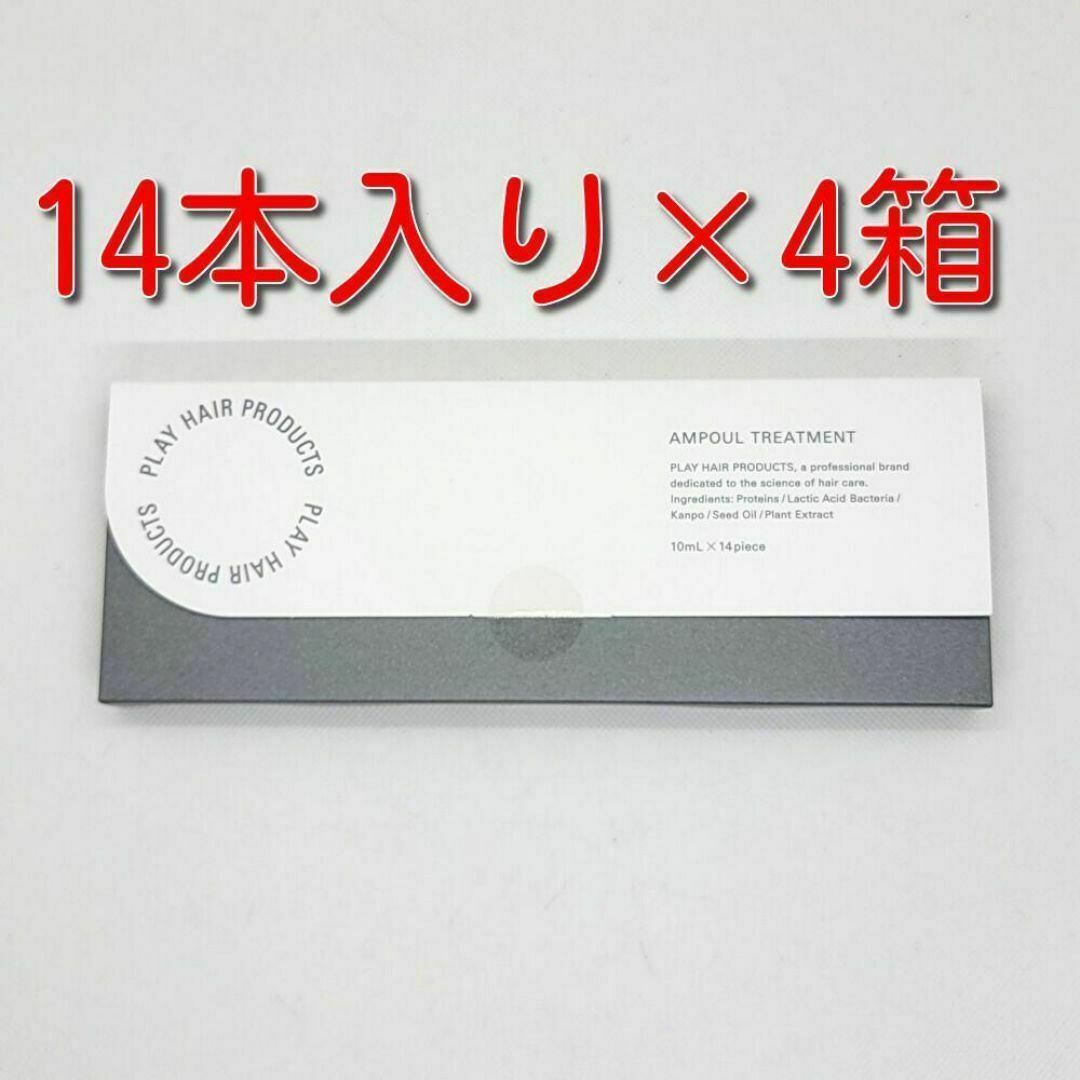 14本入り×4箱
PLAY HAIR PRODUCTS PLAY HAIR PRODUCTS
AMPOUL TREATMENT
PLAY HAIR PRODUCTS, a professional brand
dedicated to the science of hair care.
Ingredients: Proteins / Lactic Acid Bacteria /
Kanpo / Seed Oil / Plant Extract
10mL × 14piece